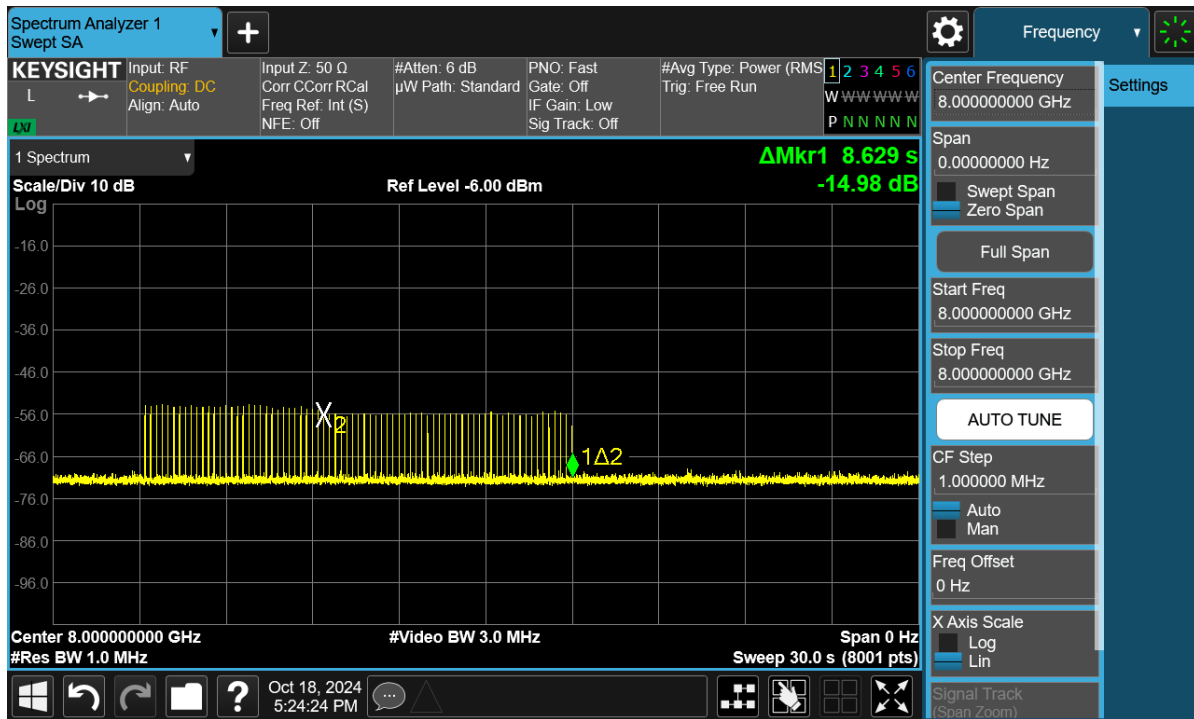 Spectrum Analyzer 1
Swept SA
+
Frequency
KEYSIGHT
L
LXI
Input: RF
Coupling: DC
Align: Auto
Input Z: 50 Ω
Corr CCorr RCal
Freq Ref: Int (S)
NFE: Off
#Atten: 6 dB
µW Path: Standard
PNO: Fast
Gate: Off
IF Gain: Low
Sig Track: Off
#Avg Type: Power (RMS
Trig: Free Run
1 2 3 4 5 6
W W W W W W
P N N N N N
1 Spectrum
ΔMkr1 8.629 s
Scale/Div 10 dB
Ref Level -6.00 dBm
-14.98 dB
Log
-16.0
-26.0
-36.0
-46.0
-56.0
-66.0
-76.0
-86.0
-96.0
X2
1Δ2
Center 8.000000000 GHz
#Video BW 3.0 MHz
Span 0 Hz
#Res BW 1.0 MHz
Sweep 30.0 s (8001 pts)
Center Frequency
8.000000000 GHz
Span
0.00000000 Hz
Swept Span
Zero Span
Full Span
Start Freq
8.000000000 GHz
Stop Freq
8.000000000 GHz
AUTO TUNE
CF Step
1.000000 MHz
Auto
Man
Freq Offset
0 Hz
X Axis Scale
Log
Lin
Signal Track
(Span Zoom)
Settings
?
Oct 18, 2024
5:24:24 PM